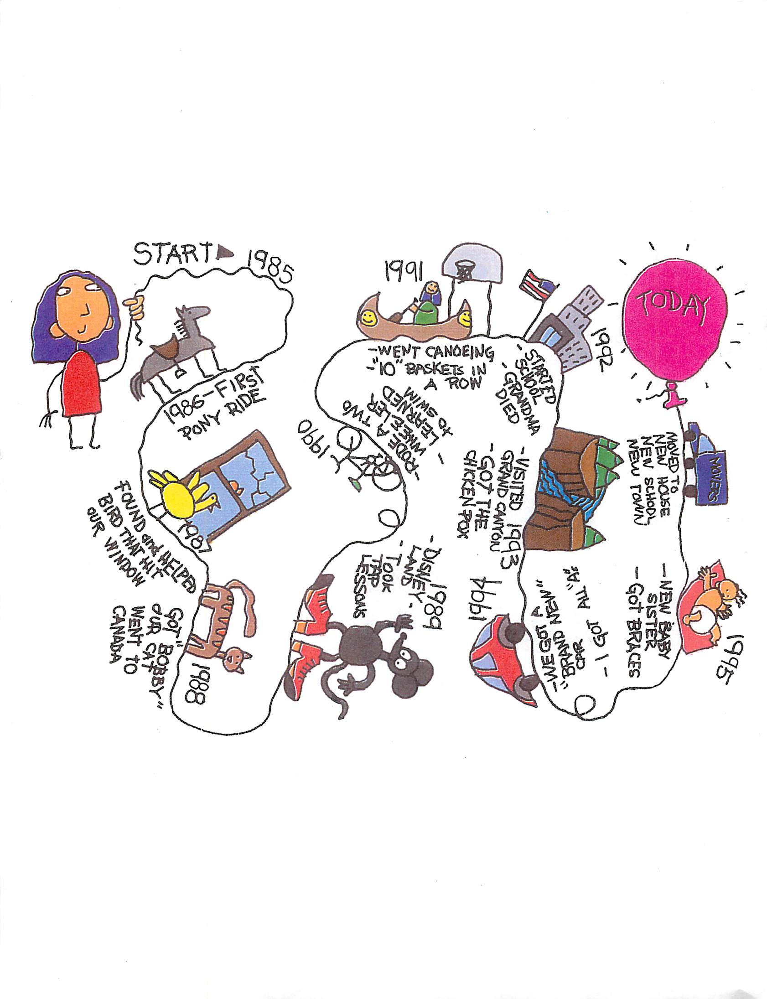 START
1985
1986-FIRST
PONY RIDE
1987
FOUND and HELPED
BIRD THAT HIT
OUR WINDOW
GOT "BOBBY"
OUR CAT
WENT TO
CANADA
1988
1989
-DISNEY-
LAND
-TOOK
TAP
LESSONS
1990
-RODE A TWO
WHEELER
-LEARNED
TO SWIM
1991
-WENT CANOEING
-"10" BASKETS IN
A ROW
1992
-STARTED
SCHOOL
-GRANDMA
DIED
1993
-VISITED
GRAND CANYON
-GOT THE
CHIKKEN POX
1994
-WE GOT A
"BRAND NEW"
CAR
-I GOT ALL "A"s
1995
-NEW BABY
SISTER
-GOT BRACES
MOVERS
MOVED TO
NEW HOUSE
NEW SCHOOL
NEW TOWN
TODAY